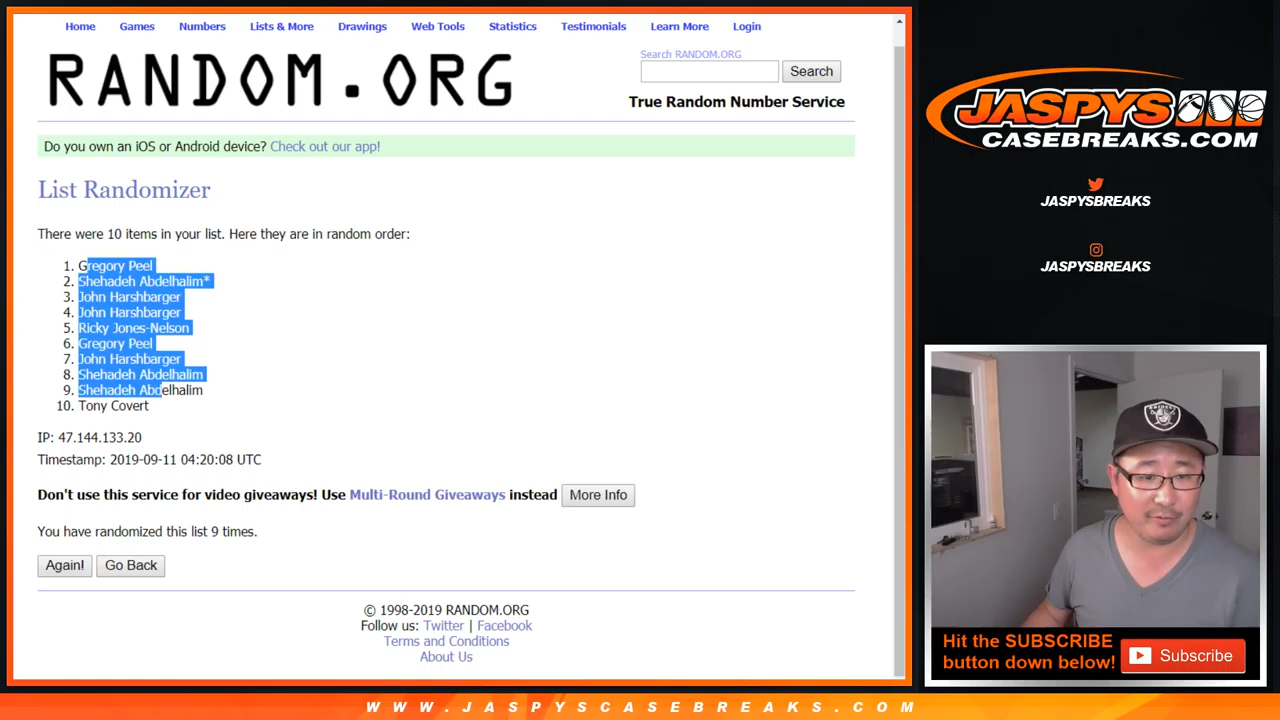 Home Games Numbers Lists & More Drawings Web Tools Statistics Testimonials Learn More Login
RANDOM.ORG
Search RANDOM.ORG
Search
True Random Number Service
Do you own an iOS or Android device? Check out our app!
List Randomizer
There were 10 items in your list. Here they are in random order:
1. Gregory Peel
2. Shehadeh Abdelhalim*
3. John Harshbarger
4. John Harshbarger
5. Ricky Jones-Nelson
6. Gregory Peel
7. John Harshbarger
8. Shehadeh Abdelhalim
9. Shehadeh Abdelhalim
10. Tony Covert
IP: 47.144.133.20
Timestamp: 2019-09-11 04:20:08 UTC
Don't use this service for video giveaways! Use Multi-Round Giveaways instead More Info
You have randomized this list 9 times.
Again! Go Back
© 1998-2019 RANDOM.ORG
Follow us: Twitter | Facebook
Terms and Conditions
About Us
JASPYS
CASEBREAKS.COM
JASPYSBREAKS
JASPYSBREAKS
RAIDERS
Hit the SUBSCRIBE
button down below!
Subscribe
WWW.JASPYSCASEBREAKS.COM